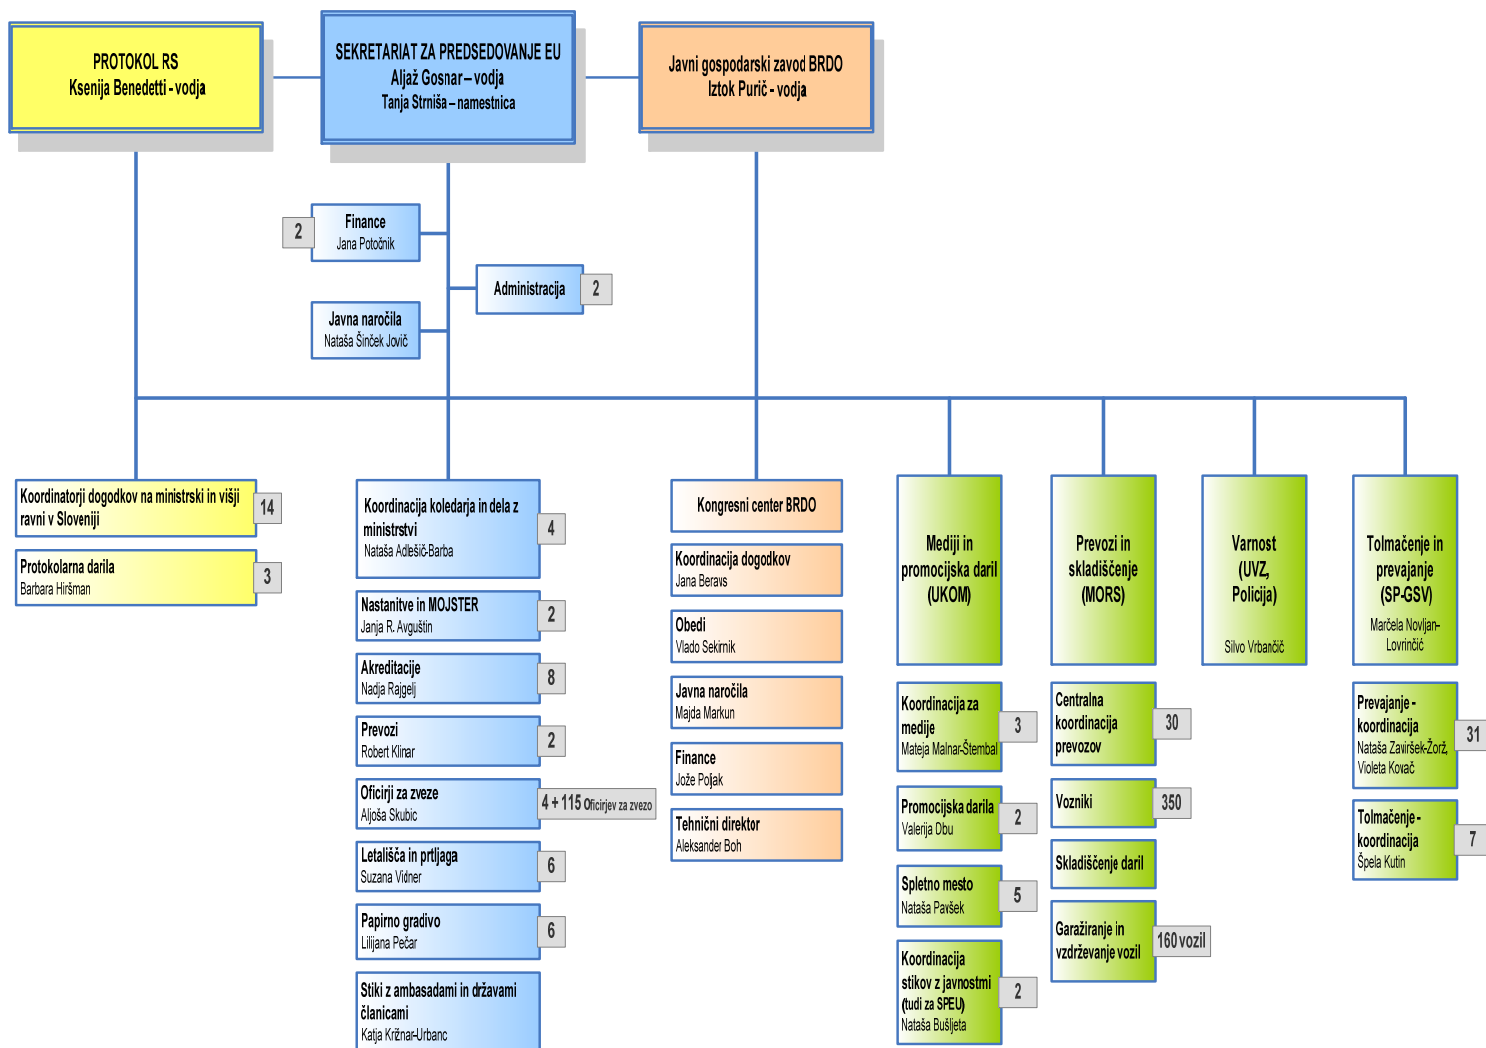 PROTOKOL RS
Ksenija Benedetti - vodja
SEKRETARIAT ZA PREDSEDOVANJE EU
Aljaž Gosnar – vodja
Tanja Strniša – namestnica
Javni gospodarski zavod BRDO
Iztok Purič - vodja
2
Finance
Jana Potočnik
Administracija
2
Javna naročila
Nataša Šinček Jovič
Koordinatorji dogodkov na ministrski in višji
ravni v Sloveniji
14
Protokolarna darila
Barbara Hiršman
3
Koordinacija koledarja in dela z
ministrstvi
Nataša Adlešič-Barba
4
Nastanitve in MOJSTER
Janja R. Avguštin
2
Akreditacije
Nadja Rajgelj
8
Prevozi
Robert Klinar
2
Oficirji za zveze
Aljoša Skubic
4 + 115 Oficirjev za zvezo
Letališča in prtljaga
Suzana Vidner
6
Papirno gradivo
Lilijana Pečar
6
Stiki z ambasadami in državami
članicami
Katja Križnar-Urbanc
Kongresni center BRDO
Koordinacija dogodkov
Jana Beravs
Obedi
Vlado Sekirnik
Javna naročila
Majda Markun
Finance
Jože Poljak
Tehnični direktor
Aleksander Boh
Mediji in
promocijska daril
(UKOM)
Koordinacija za
medije
Mateja Malnar-Štembal
3
Promocijska darila
Valerija Obu
2
Spletno mesto
Nataša Pavšek
5
Koordinacija
stikov z javnostmi
(tudi za SPEU)
Nataša Bušljeta
2
Prevozi in
skladiščenje
(MORS)
Centralna
koordinacija
prevozov
30
Vozniki
350
Skladiščenje daril
Garažiranje in
vzdrževanje vozil
160 vozil
Varnost
(UVZ,
Policija)
Silvo Vrbančič
Tolmačenje in
prevajanje
(SP-GSV)
Marčela Novljan-
Lovrinčić
Prevajanje -
koordinacija
Nataša Zaviršek-Žorž,
Violeta Kovač
31
Tolmačenje -
koordinacija
Špela Kutin
7